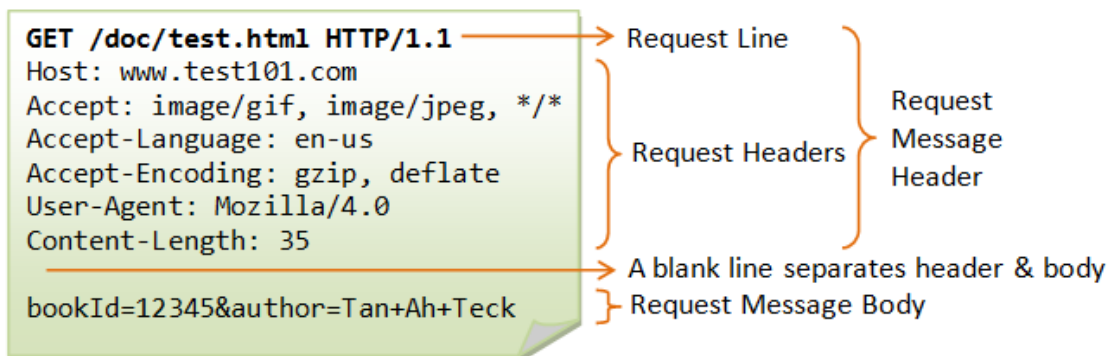 GET /doc/test.html HTTP/1.1
Host: www.test101.com
Accept: image/gif, image/jpeg, */*
Accept-Language: en-us
Accept-Encoding: gzip, deflate
User-Agent: Mozilla/4.0
Content-Length: 35
bookId=12345&author=Tan+Ah+Teck
Request Line
Request Headers
Request
Message
Header
A blank line separates header & body
Request Message Body